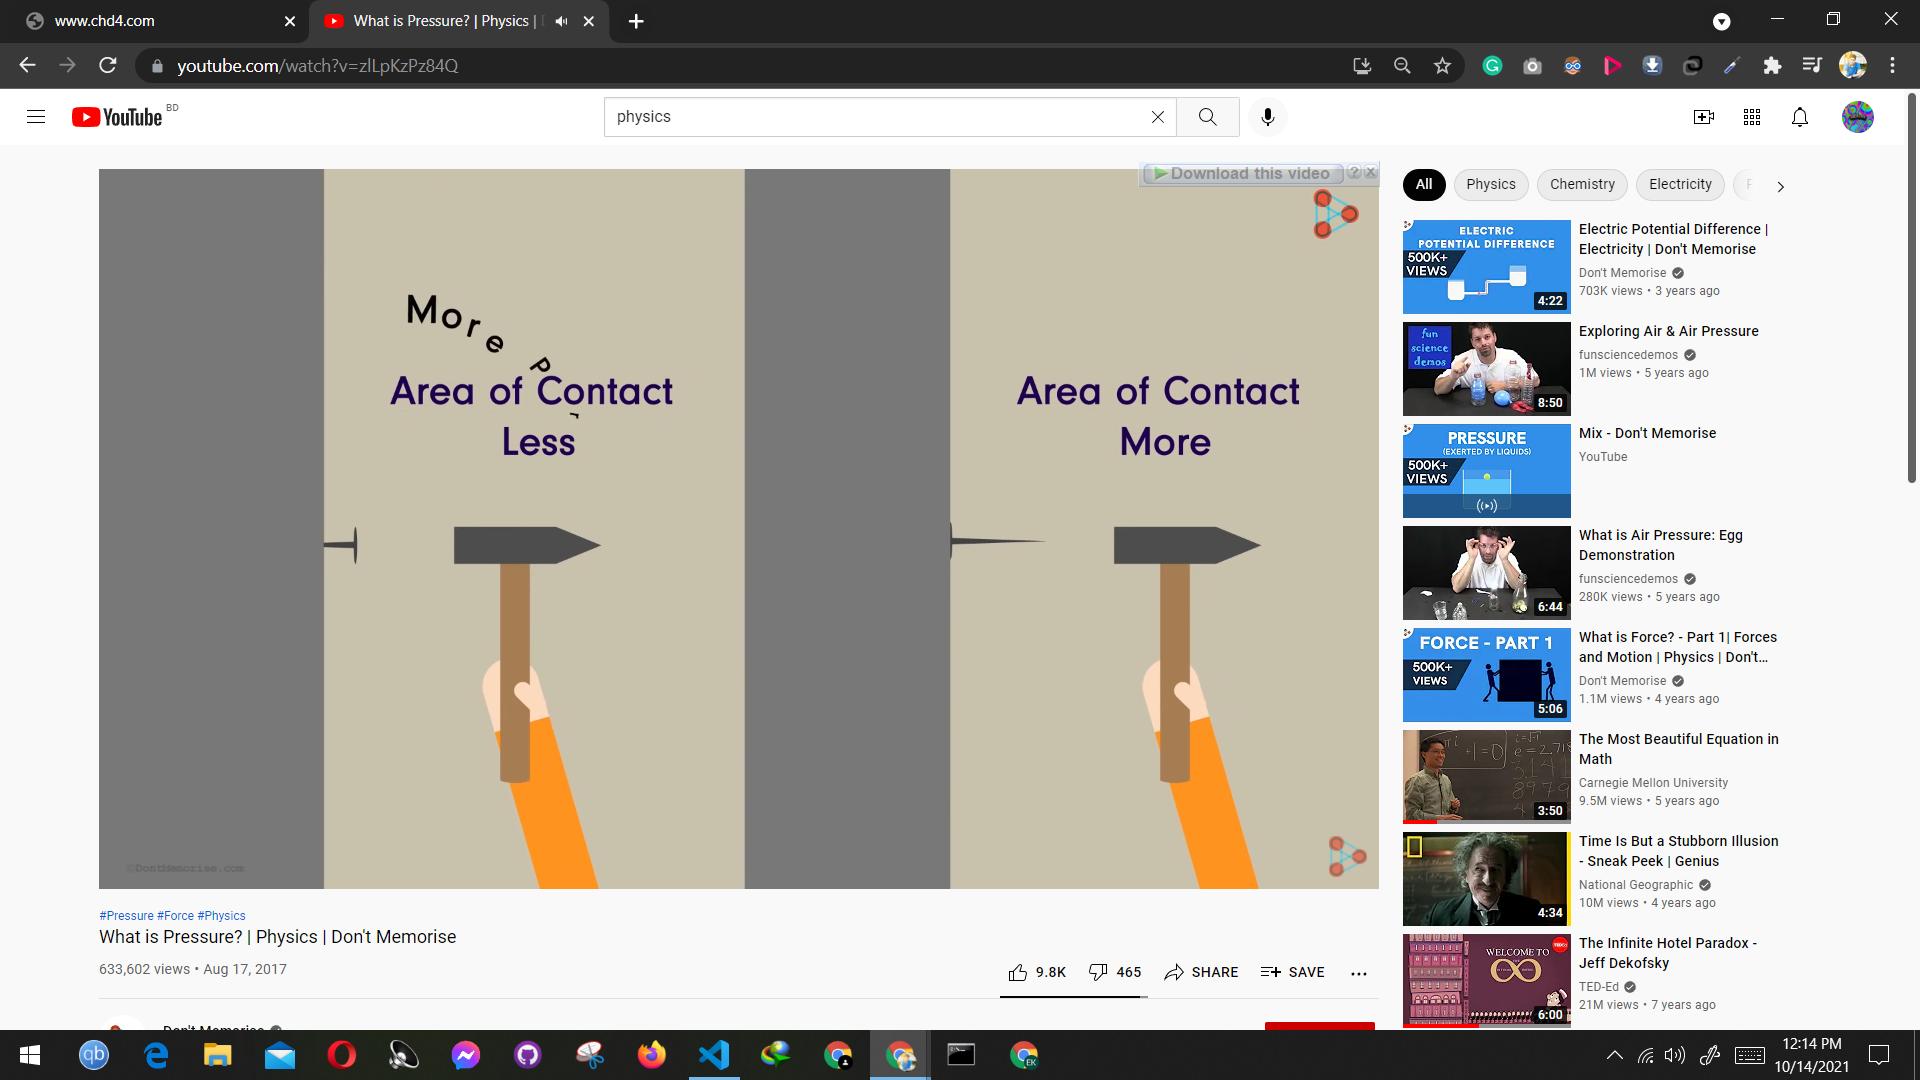 www.chd4.com
What is Pressure? | Physics |
youtube.com/watch?v=zlLpKzPz84Q
YouTube BD
physics
Download this video
More P r
Area of Contact
Less
Area of Contact
More
©DontMemorise.com
#Pressure #Force #Physics
What is Pressure? | Physics | Don't Memorise
633,602 views • Aug 17, 2017
9.8K
465
SHARE
SAVE
Don't Memorise
All
Physics
Chemistry
Electricity
ELECTRIC
POTENTIAL DIFFERENCE
500K+
VIEWS
4:22
Electric Potential Difference |
Electricity | Don't Memorise
Don't Memorise
703K views • 3 years ago
fun
science
demos
8:50
Exploring Air & Air Pressure
funsciencedemos
1M views • 5 years ago
PRESSURE
(EXERTED BY LIQUIDS)
500K+
VIEWS
Mix - Don't Memorise
YouTube
6:44
What is Air Pressure: Egg
Demonstration
funsciencedemos
280K views • 5 years ago
FORCE - PART 1
500K+
VIEWS
5:06
What is Force? - Part 1| Forces
and Motion | Physics | Don't...
Don't Memorise
1.1M views • 4 years ago
3:50
The Most Beautiful Equation in
Math
Carnegie Mellon University
9.5M views • 5 years ago
4:34
Time Is But a Stubborn Illusion
- Sneak Peek | Genius
National Geographic
10M views • 4 years ago
WELCOME TO
6:00
The Infinite Hotel Paradox -
Jeff Dekofsky
TED-Ed
21M views • 7 years ago
qb
EK
12:14 PM
10/14/2021